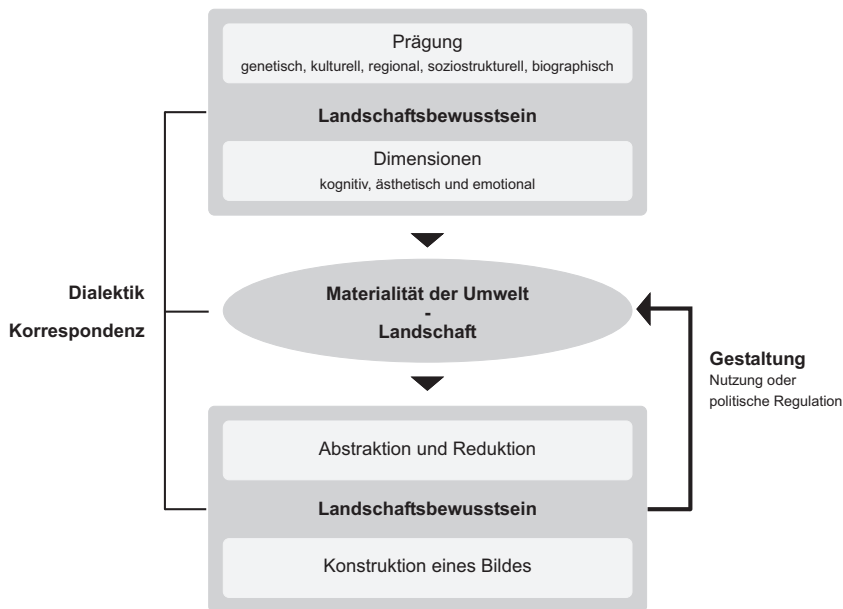 Prägung
genetisch, kulturell, regional, soziostrukturell, biographisch
Landschaftsbewusstsein
Dimensionen
kognitiv, ästhetisch und emotional
Dialektik
Korrespondenz
Materialität der Umwelt
-
Landschaft
Gestaltung
Nutzung oder
politische Regulation
Abstraktion und Reduktion
Landschaftsbewusstsein
Konstruktion eines Bildes